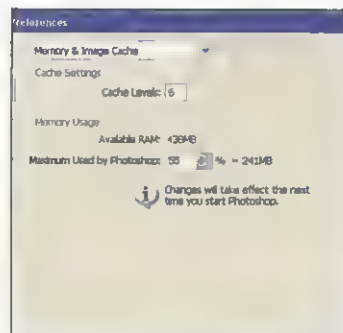 Preferences
Memory & Image Cache
Cache Settings
Cache Levels: 6
Memory Usage
Available RAM: 438MB
Maximum Used by Photoshop: 55 % = 241MB
Changes will take effect the next
time you start Photoshop.